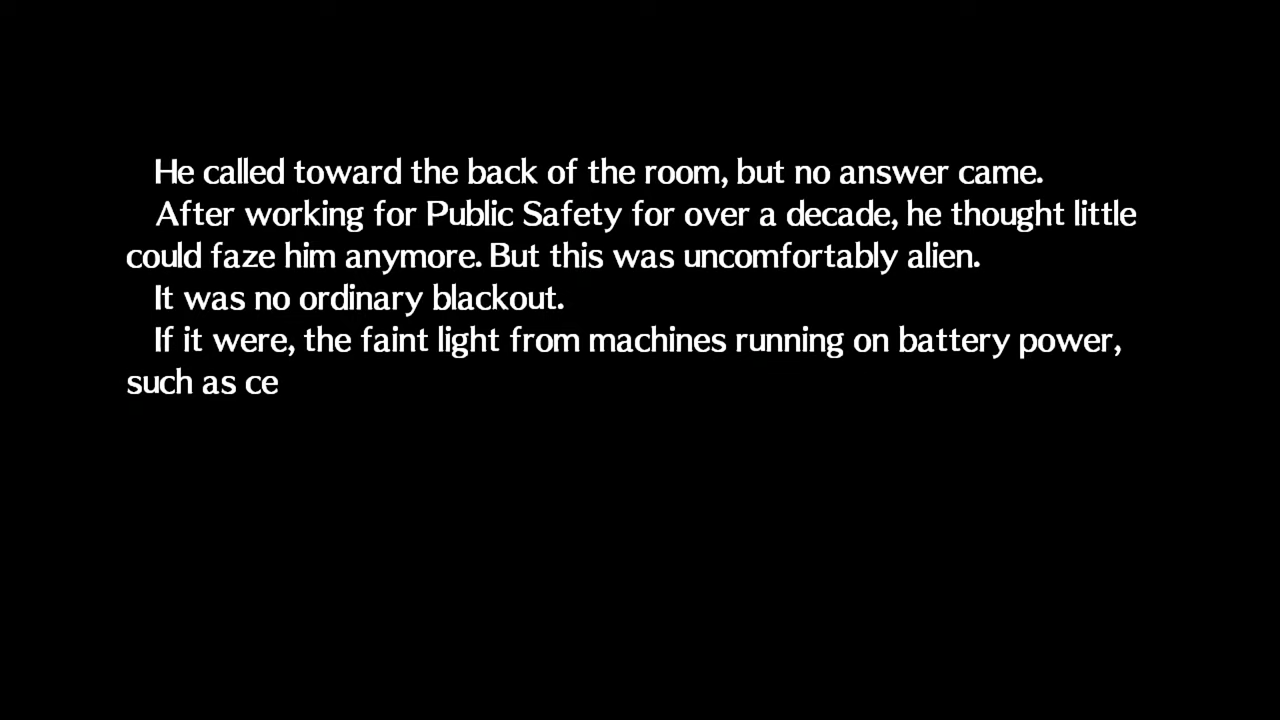 He called toward the back of the room, but no answer came.
After working for Public Safety for over a decade, he thought little
could faze him anymore. But this was uncomfortably alien.
It was no ordinary blackout.
If it were, the faint light from machines running on battery power,
such as ce